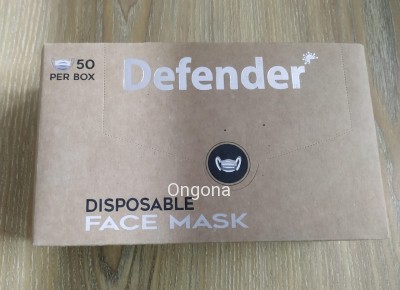 50
PER BOX
Defender
Ongona
DISPOSABLE
FACE MASK